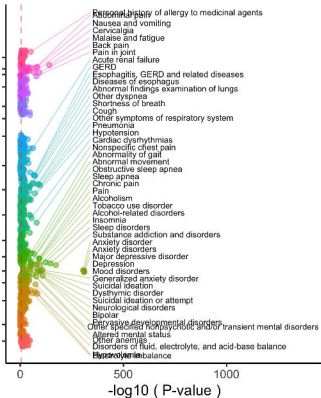 Personal history of allergy to medicinal agents
Abdominal pain
Nausea and vomiting
Cervicalgia
Malaise and fatigue
Back pain
Pain in joint
Acute renal failure
GERD
Esophagitis, GERD and related diseases
Diseases of esophagus
Abnormal findings examination of lungs
Other dyspnea
Shortness of breath
Cough
Other symptoms of respiratory system
Pneumonia
Hypotension
Cardiac dysrhythmias
Nonspecific chest pain
Abnormality of gait
Abnormal movement
Obstructive sleep apnea
Sleep apnea
Chronic pain
Pain
Alcoholism
Tobacco use disorder
Alcohol-related disorders
Insomnia
Sleep disorders
Substance addiction and disorders
Anxiety disorder
Anxiety disorders
Major depressive disorder
Depression
Mood disorders
Generalized anxiety disorder
Suicidal ideation
Dysthymic disorder
Suicidal ideation or attempt
Neurological disorders
Bipolar
Pervasive developmental disorders
Other specified nonpsychotic and/or transient mental disorders
Altered mental status
Other anemias
Disorders of fluid, electrolyte, and acid-base balance
Hypovolemia
Electrolyte imbalance
0 500 1000
-log10 ( P-value )